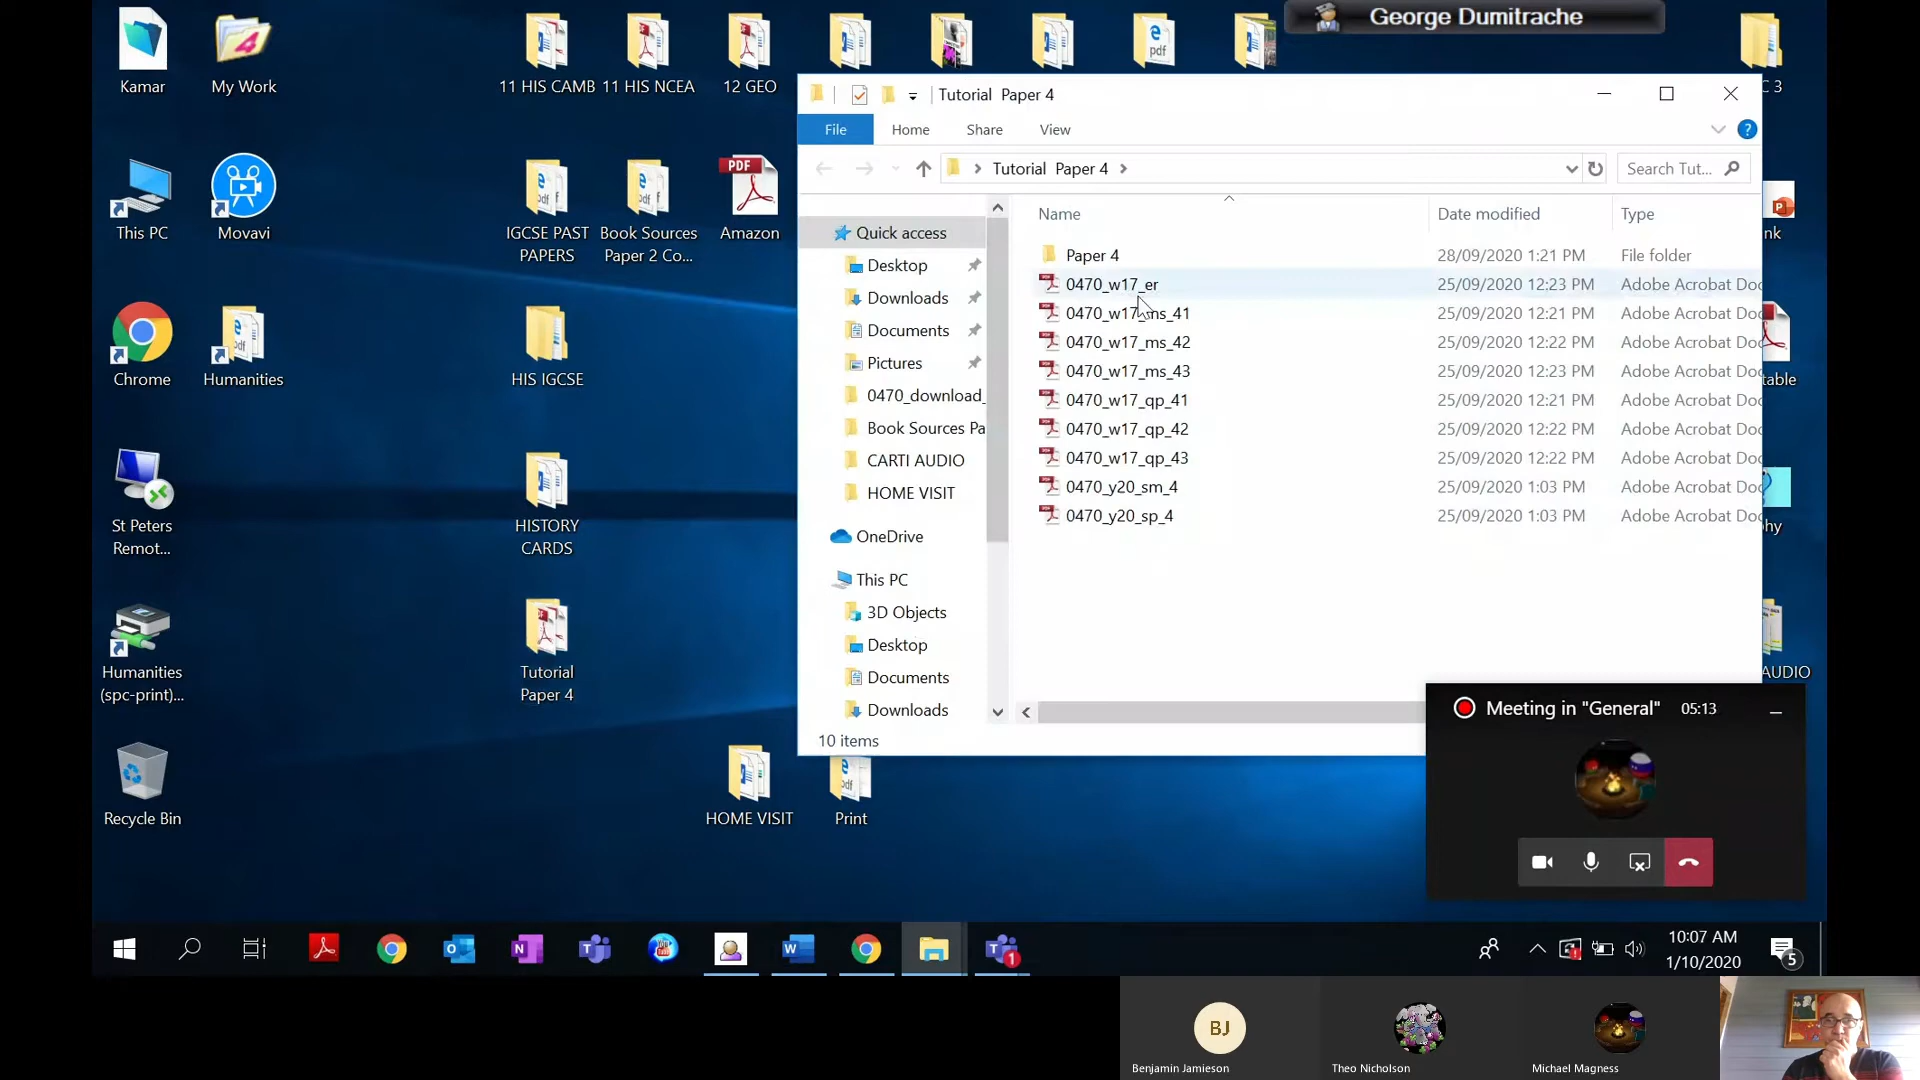 George Dumitrache
Kamar
My Work
11 HIS CAMB
11 HIS NCEA
12 GEO
This PC
Movavi
IGCSE PAST
PAPERS
Book Sources
Paper 2 Co...
PDF
Amazon
Chrome
Humanities
HIS IGCSE
St Peters
Remot...
HISTORY
CARDS
Humanities
(spc-print)...
Tutorial
Paper 4
Recycle Bin
HOME VISIT
Print
pdf
C 3
nk
table
hy
AUDIO
Tutorial Paper 4
File
Home
Share
View
Tutorial Paper 4
Search Tut...
Name
Date modified
Type
Quick access
Desktop
Downloads
Documents
Pictures
0470_download_
Book Sources Pa
CARTI AUDIO
HOME VISIT
OneDrive
This PC
3D Objects
Desktop
Documents
Downloads
Paper 4 28/09/2020 1:21 PM File folder
0470_w17_er 25/09/2020 12:23 PM Adobe Acrobat Doc
0470_w17_ms_41 25/09/2020 12:21 PM Adobe Acrobat Doc
0470_w17_ms_42 25/09/2020 12:22 PM Adobe Acrobat Doc
0470_w17_ms_43 25/09/2020 12:23 PM Adobe Acrobat Doc
0470_w17_qp_41 25/09/2020 12:21 PM Adobe Acrobat Doc
0470_w17_qp_42 25/09/2020 12:22 PM Adobe Acrobat Doc
0470_w17_qp_43 25/09/2020 12:22 PM Adobe Acrobat Doc
0470_y20_sm_4 25/09/2020 1:03 PM Adobe Acrobat Doc
0470_y20_sp_4 25/09/2020 1:03 PM Adobe Acrobat Doc
10 items
Meeting in "General" 05:13
10:07 AM
1/10/2020
5
BJ
Benjamin Jamieson
Theo Nicholson
Michael Magness